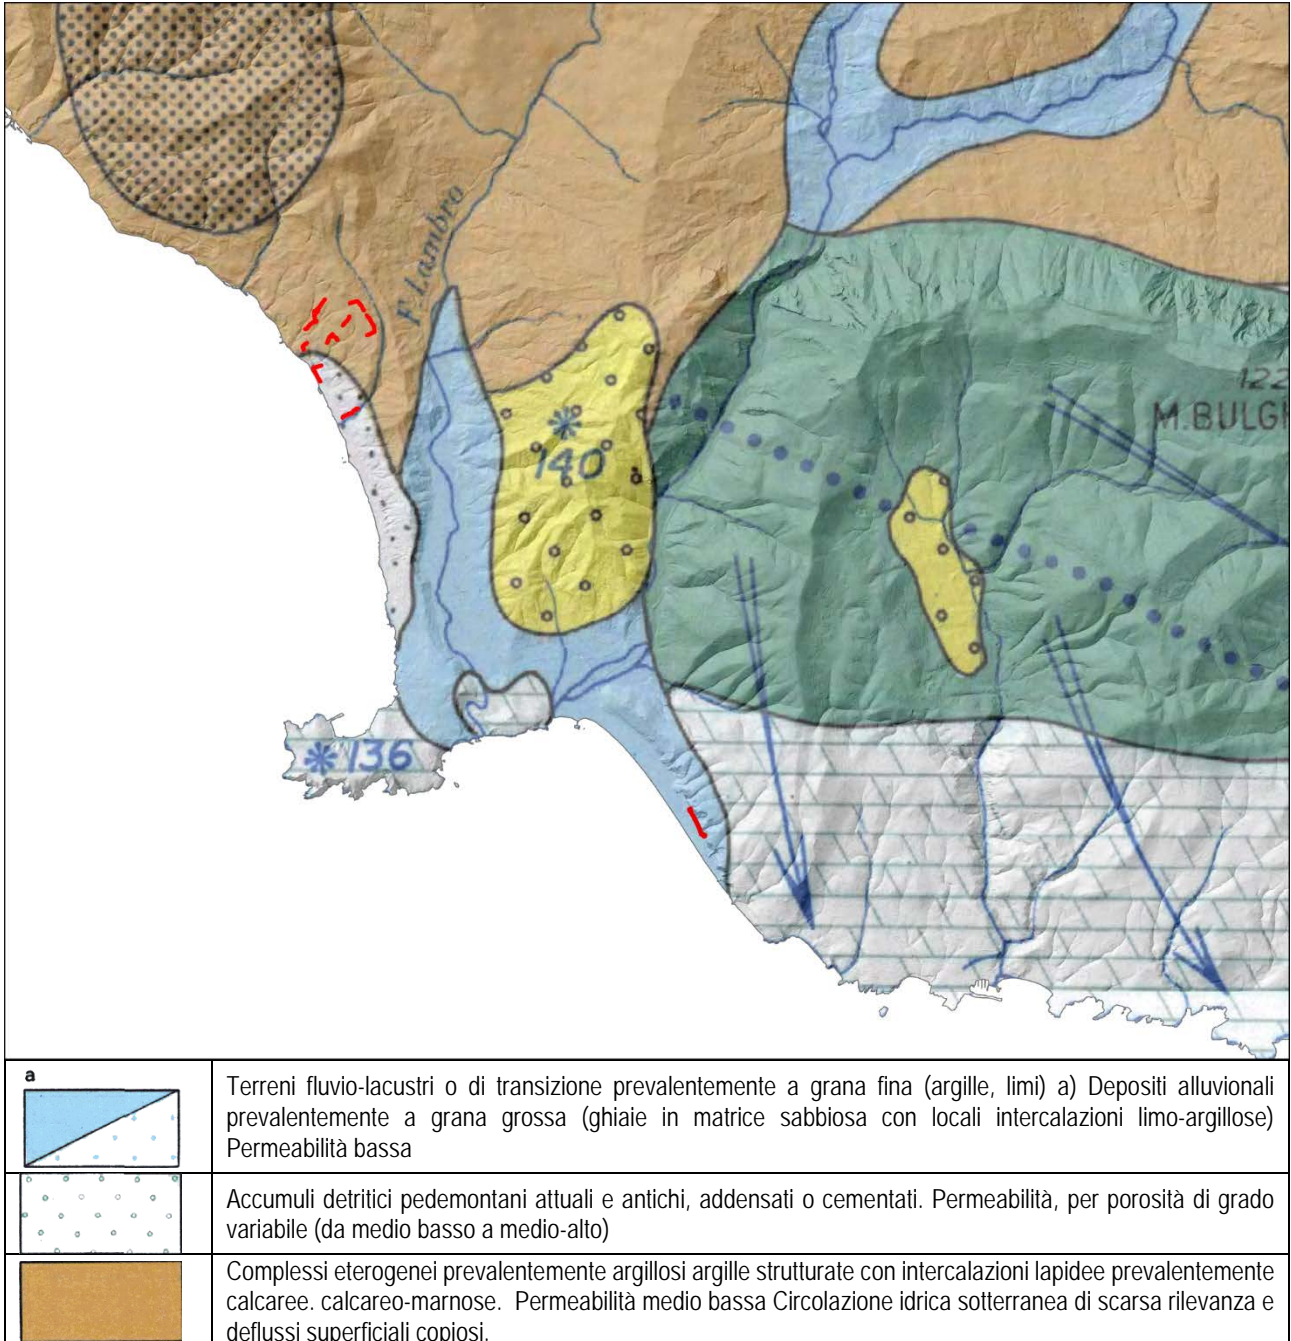 F. Lambro
122
M.BULGH
140
136
a
Terreni fluvio-lacustri o di transizione prevalentemente a grana fina (argille, limi) a) Depositi alluvionali
prevalentemente a grana grossa (ghiaie in matrice sabbiosa con locali intercalazioni limo-argillose)
Permeabilità bassa
Accumuli detritici pedemontani attuali e antichi, addensati o cementati. Permeabilità, per porosità di grado
variabile (da medio basso a medio-alto)
Complessi eterogenei prevalentemente argillosi argille strutturate con intercalazioni lapidee prevalentemente
calcaree. calcareo-marnose. Permeabilità medio bassa Circolazione idrica sotterranea di scarsa rilevanza e
deflussi superficiali copiosi.